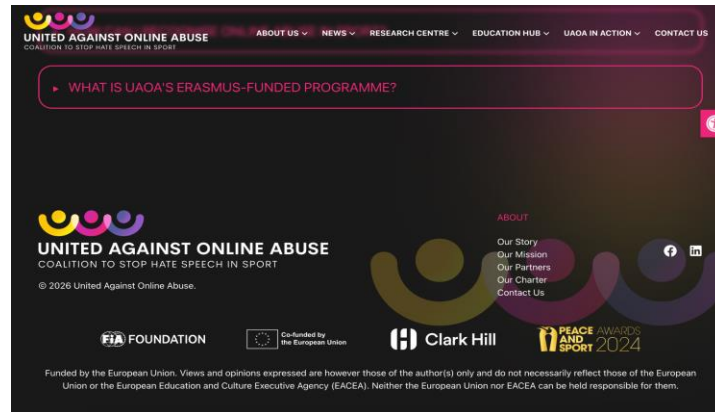 UNITED AGAINST ONLINE ABUSE
COALITION TO STOP HATE SPEECH IN SPORT
ABOUT US
NEWS
RESEARCH CENTRE
EDUCATION HUB
UAOA IN ACTION
CONTACT US
WHAT IS UAOA'S ERASMUS-FUNDED PROGRAMME?
UNITED AGAINST ONLINE ABUSE
COALITION TO STOP HATE SPEECH IN SPORT
© 2026 United Against Online Abuse.
ABOUT
Our Story
Our Mission
Our Partners
Our Charter
Contact Us
FiA FOUNDATION
Co-funded by
the European Union
Clark Hill
PEACE AWARDS
AND
SPORT 2024
Funded by the European Union. Views and opinions expressed are however those of the author(s) only and do not necessarily reflect those of the European
Union or the European Education and Culture Executive Agency (EACEA). Neither the European Union nor EACEA can be held responsible for them.